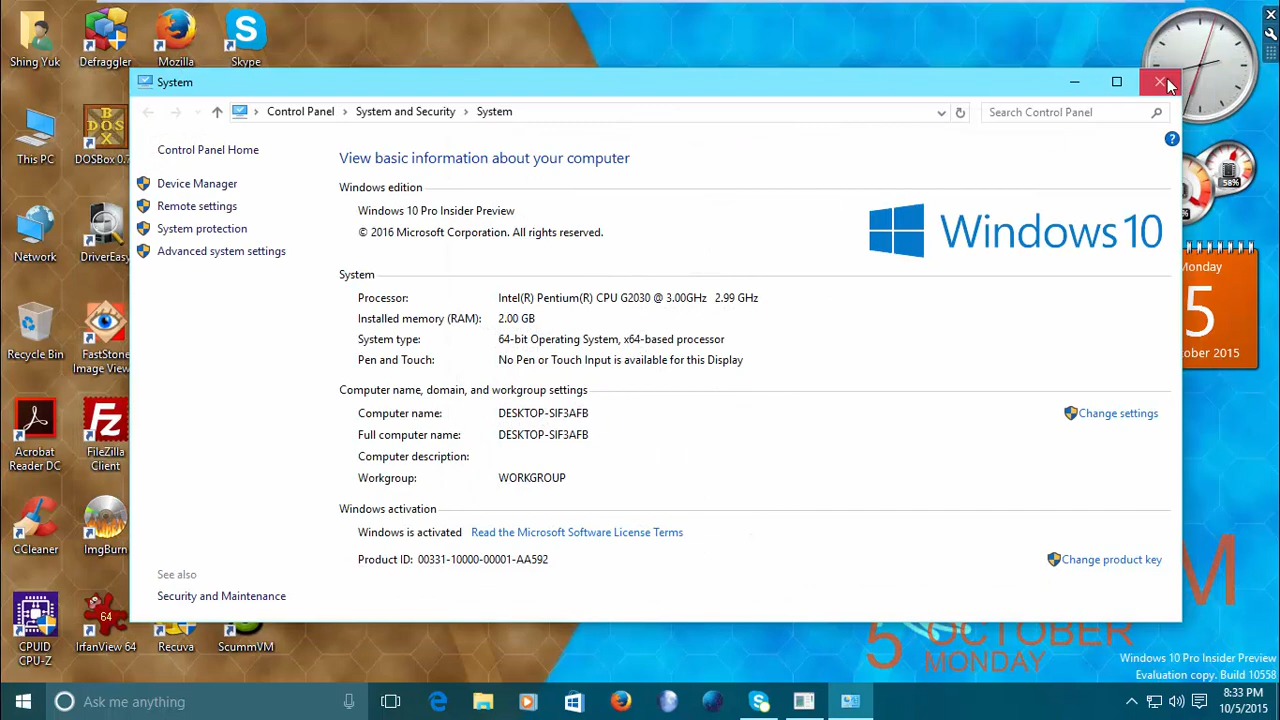 Shing Yuk
Defraggler
Mozilla
Skype
This PC
DOSBox 0.7
Network
DriverEasy
Recycle Bin
FastStone
Image View
Acrobat
Reader DC
FileZilla
Client
CCleaner
ImgBurn
CPUID
CPU-Z
64
IrfanView 64
Recuva
ScummVM
System
Control Panel
System and Security
System
Search Control Panel
Control Panel Home
Device Manager
Remote settings
System protection
Advanced system settings
See also
Security and Maintenance
View basic information about your computer
Windows edition
Windows 10 Pro Insider Preview
© 2016 Microsoft Corporation. All rights reserved.
Windows 10
System
Processor: Intel(R) Pentium(R) CPU G2030 @ 3.00GHz 2.99 GHz
Installed memory (RAM): 2.00 GB
System type: 64-bit Operating System, x64-based processor
Pen and Touch: No Pen or Touch Input is available for this Display
Computer name, domain, and workgroup settings
Computer name: DESKTOP-SIF3AFB
Change settings
Full computer name: DESKTOP-SIF3AFB
Computer description:
Workgroup: WORKGROUP
Windows activation
Windows is activated Read the Microsoft Software License Terms
Product ID: 00331-10000-00001-AA592
Change product key
58%
Monday
5
ober 2015
M
5
OCTOBER
MONDAY
Windows 10 Pro Insider Preview
Evaluation copy. Build 10558
Ask me anything
8:33 PM
10/5/2015